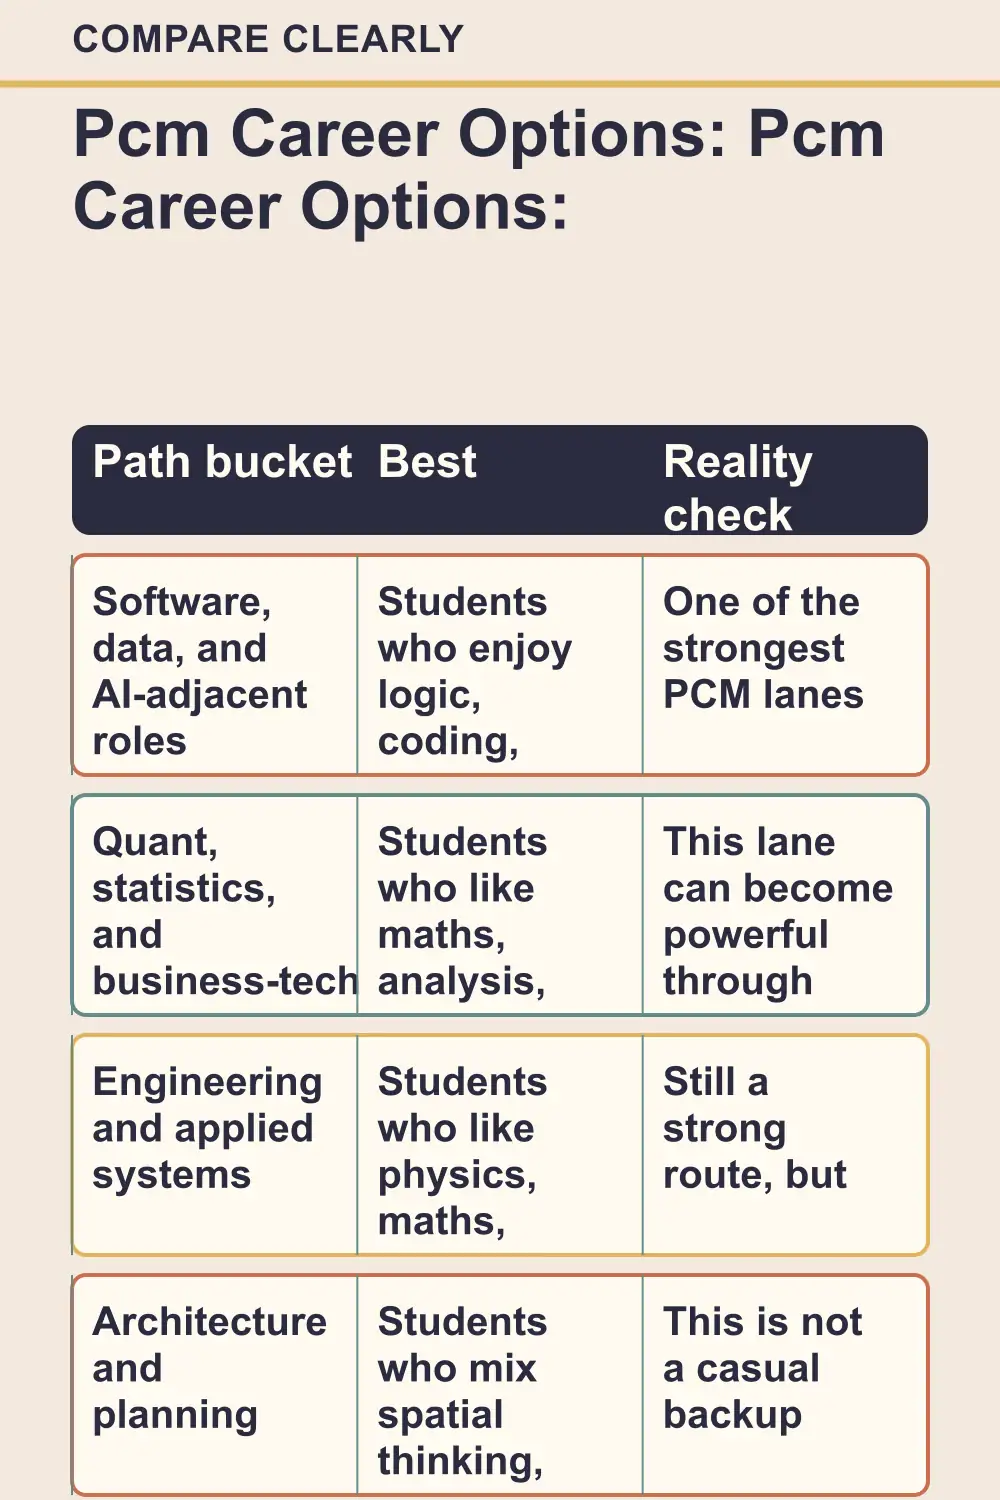 COMPARE CLEARLY
Pcm Career Options: Pcm
Career Options:
Path bucket Best Reality
check
Software,
data, and
AI-adjacent
roles
Students
who enjoy
logic,
coding,
One of the
strongest
PCM lanes
Quant,
statistics,
and
business-tech
Students
who like
maths,
analysis,
This lane
can become
powerful
through
Engineering
and applied
systems
Students
who like
physics,
maths,
Still a
strong
route, but
Architecture
and
planning
Students
who mix
spatial
thinking,
This is not
a casual
backup